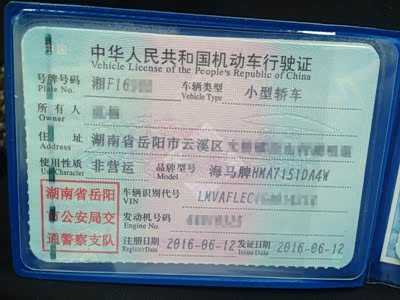 中华人民共和国机动车行驶证
Vehicle License of the People's Republic of China
号牌号码 湘F16 车辆类型 小型轿车
Plate No. Vehicle Type
所有人
Owner
住址 湖南省岳阳市云溪区
Address
使用性质 非营运 品牌型号 海马牌HMA7151DA4W
Use Character Model
湖南省岳阳
市公安局交
通警察支队
车辆识别代号 LMVAFLEC
VIN
发动机号码
Engine No.
注册日期 2016-06-12 发证日期 2016-06-12
Register Date Issue Date